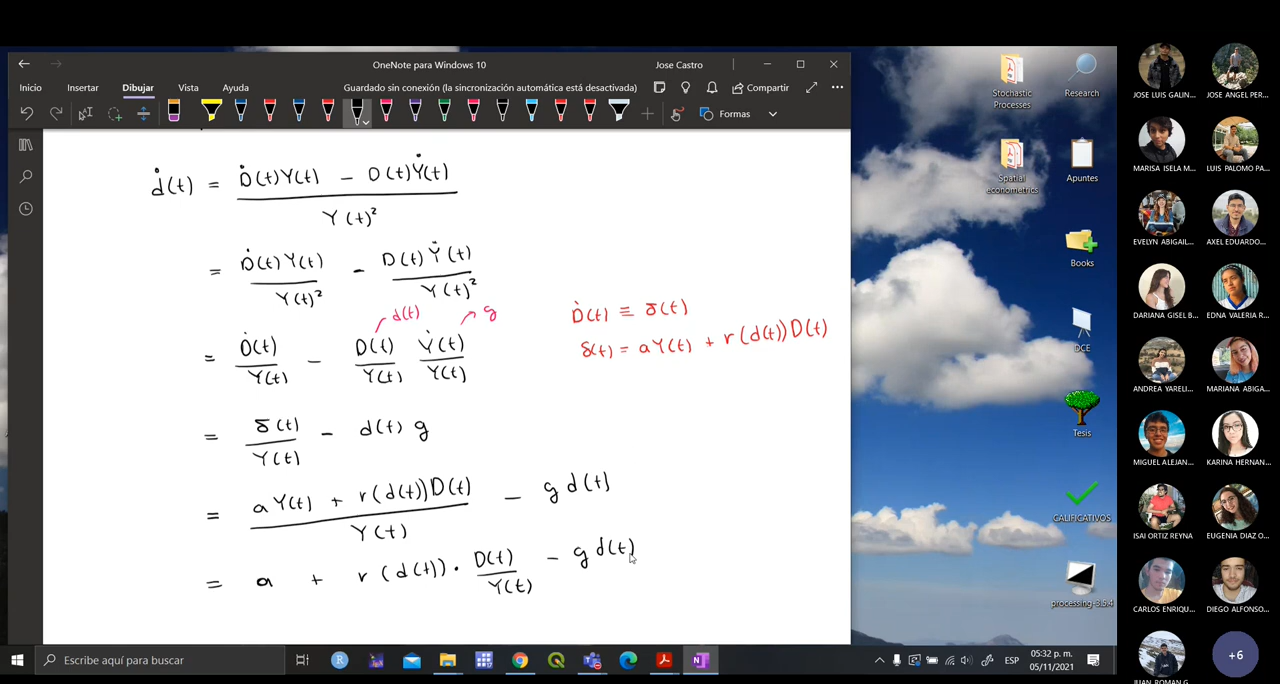 OneNote para Windows 10
Jose Castro
Inicio Insertar Dibujar Vista Ayuda
Guardado sin conexión (la sincronización automática está desactivada)
Compartir
Formas
ḋ(t) = Ḋ(t)Y(t) − D(t)Ẏ(t) / Y(t)²
= Ḋ(t)Y(t) / Y(t)² − D(t)Ẏ(t) / Y(t)²
d(t) g
= Ḋ(t) / Y(t) − D(t) / Y(t) Ẏ(t) / Y(t)
Ḋ(t) ≡ δ(t)
δ(t) = aY(t) + r(d(t))D(t)
= δ(t) / Y(t) − d(t) g
= aY(t) + r(d(t))D(t) / Y(t) − g d(t)
= a + r(d(t)) · D(t) / Y(t) − g d(t)
Stochastic
Processes
Research
Spatial
econometrics
Apuntes
Books
DCE
Tesis
CALIFICATIVOS
processing-3.5.4
JOSE LUIS GALIN...
JOSE ANGEL PER...
MARISA ISELA M...
LUIS PALOMO PA...
EVELYN ABIGAIL...
AXEL EDUARDO...
DARIANA GISEL B...
EDNA VALERIA R...
ANDREA YARELI...
MARIANA ABIGA...
MIGUEL ALEJAN...
KARINA HERNAN...
ISAI ORTIZ REYNA
EUGENIA DIAZ O...
CARLOS ENRIQU...
DIEGO ALFONSO...
JUAN ROMAN G...
+6
Escribe aquí para buscar
ESP
05:32 p. m.
05/11/2021